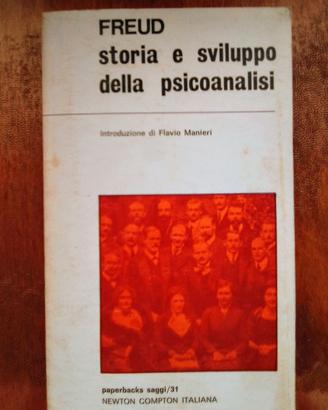 FREUD
storia e sviluppo
della psicoanalisi
introduzione di Flavio Manieri
paperbacks saggi/31
NEWTON COMPTON ITALIANA